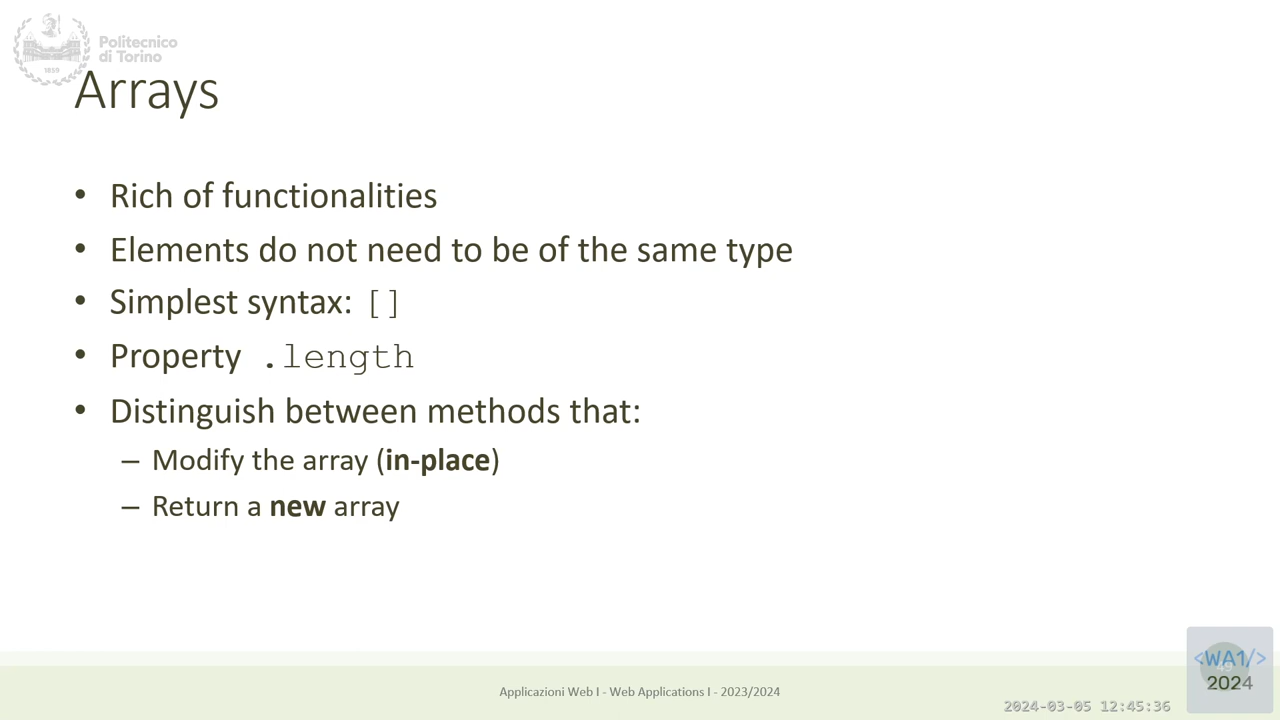 Politecnico
di Torino
1859
Arrays
• Rich of functionalities
• Elements do not need to be of the same type
• Simplest syntax: []
• Property .length
• Distinguish between methods that:
– Modify the array (in-place)
– Return a new array
<WA1/>
2024
Applicazioni Web I - Web Applications I - 2023/2024
2024-03-05 12:45:36